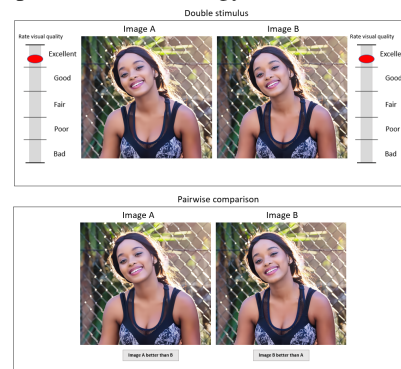 Double stimulus
Rate visual quality
Image A
Image B
Rate visual quality
Excellent
Good
Fair
Poor
Bad
Good
Fair
Poor
Bad
Pairwise comparison
Image A
Image B
Image A better than B
Image B better than A